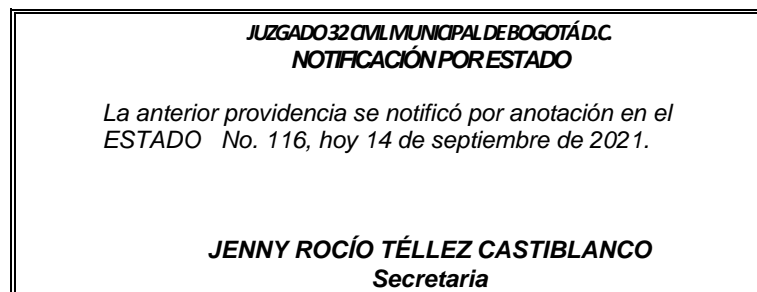 JUZGADO 32 CIVIL MUNICIPAL DE BOGOTÁ D.C.
NOTIFICACIÓN POR ESTADO
La anterior providencia se notificó por anotación en el
ESTADO No. 116, hoy 14 de septiembre de 2021.
JENNY ROCÍO TÉLLEZ CASTIBLANCO
Secretaria